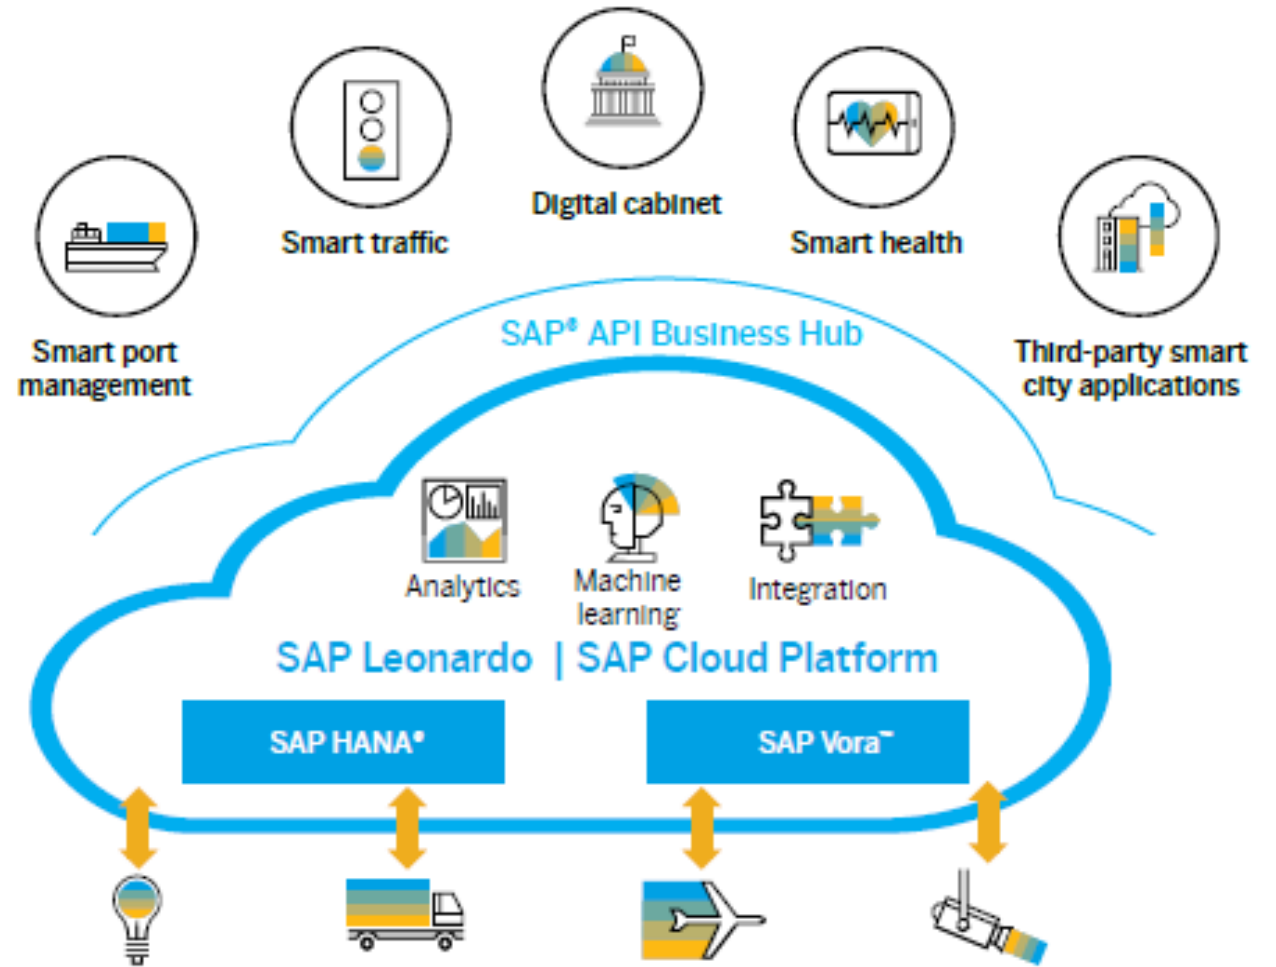 Digital cabinet
Smart traffic
Smart health
Smart port
management
Third-party smart
city applications
SAP® API Business Hub
Analytics
Machine
learning
Integration
SAP Leonardo | SAP Cloud Platform
SAP HANA®
SAP Vora™